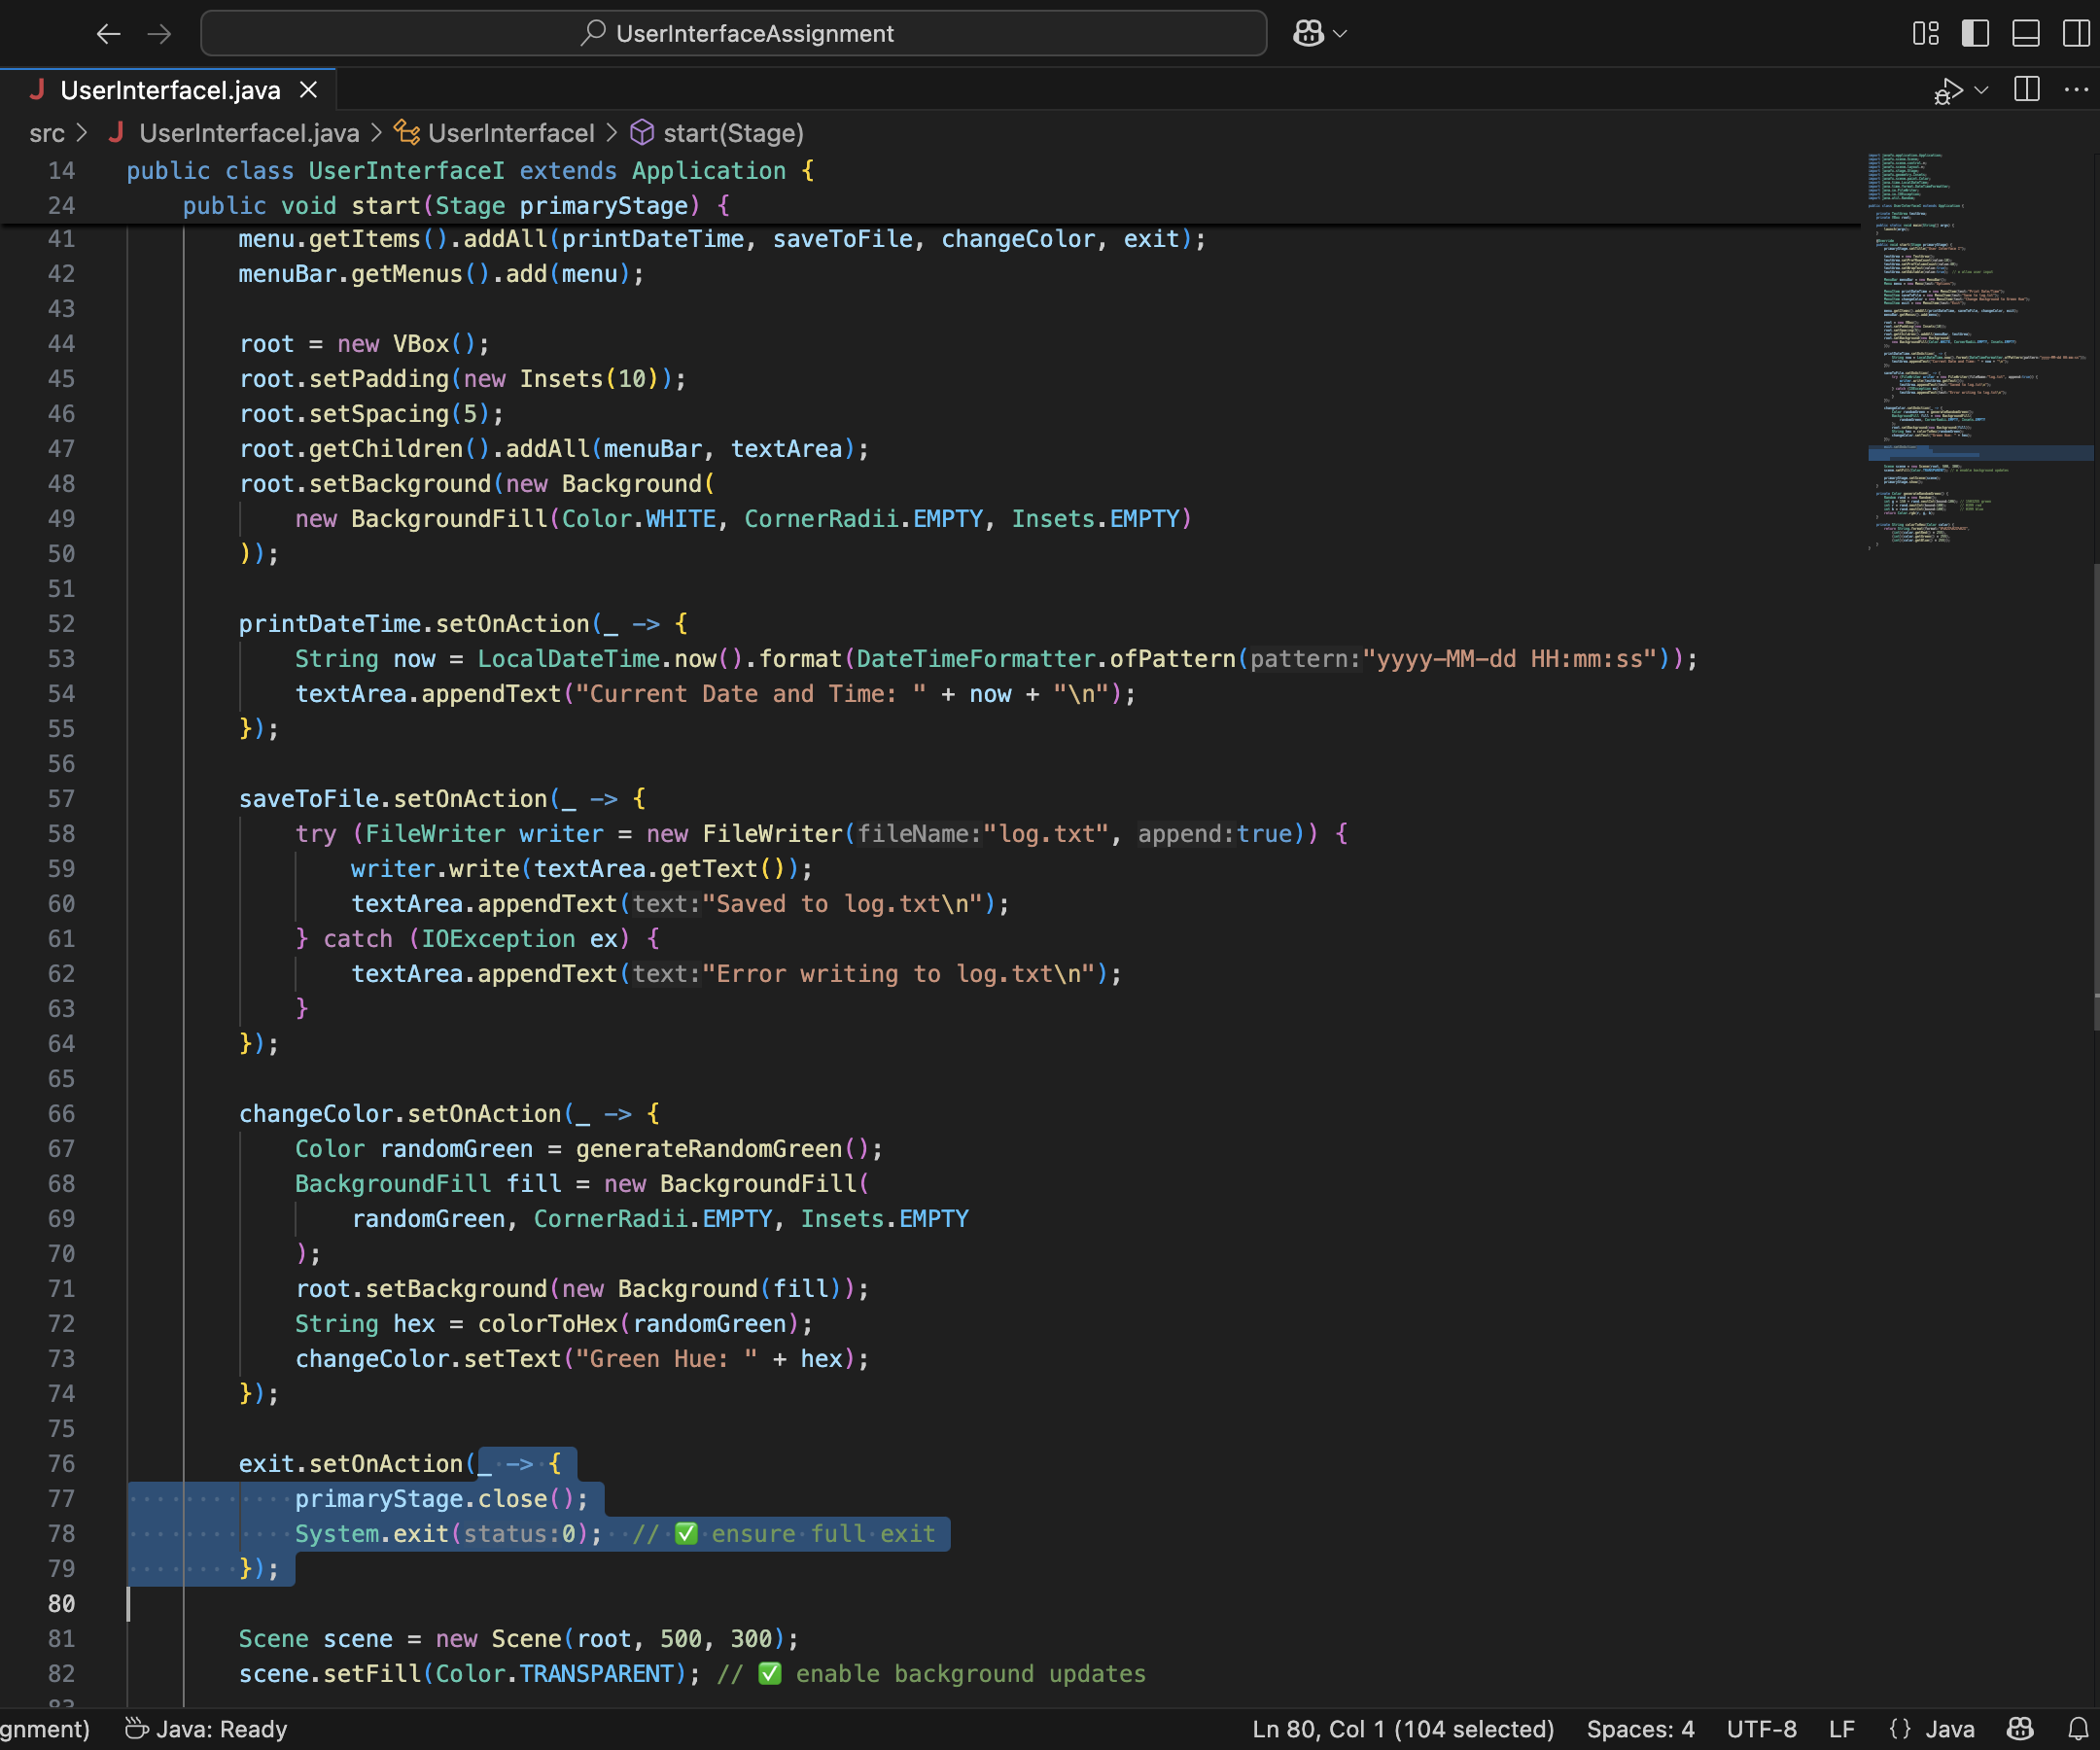 UserInterfaceAssignment
UserInterfaceI.java
src > UserInterfaceI.java > UserInterfaceI > start(Stage)
14 public class UserInterfaceI extends Application {
24 public void start(Stage primaryStage) {
41 menu.getItems().addAll(printDateTime, saveToFile, changeColor, exit);
42 menuBar.getMenus().add(menu);
43
44 root = new VBox();
45 root.setPadding(new Insets(10));
46 root.setSpacing(5);
47 root.getChildren().addAll(menuBar, textArea);
48 root.setBackground(new Background(
49 new BackgroundFill(Color.WHITE, CornerRadii.EMPTY, Insets.EMPTY)
50 ));
51
52 printDateTime.setOnAction(_ -> {
53 String now = LocalDateTime.now().format(DateTimeFormatter.ofPattern(pattern:"yyyy-MM-dd HH:mm:ss"));
54 textArea.appendText("Current Date and Time: " + now + "\n");
55 });
56
57 saveToFile.setOnAction(_ -> {
58 try (FileWriter writer = new FileWriter(fileName:"log.txt", append:true)) {
59 writer.write(textArea.getText());
60 textArea.appendText(text:"Saved to log.txt\n");
61 } catch (IOException ex) {
62 textArea.appendText(text:"Error writing to log.txt\n");
63 }
64 });
65
66 changeColor.setOnAction(_ -> {
67 Color randomGreen = generateRandomGreen();
68 BackgroundFill fill = new BackgroundFill(
69 randomGreen, CornerRadii.EMPTY, Insets.EMPTY
70 );
71 root.setBackground(new Background(fill));
72 String hex = colorToHex(randomGreen);
73 changeColor.setText("Green Hue: " + hex);
74 });
75
76 exit.setOnAction(_ -> {
77 primaryStage.close();
78 System.exit(status:0); // ✅ ensure full exit
79 });
80
81 Scene scene = new Scene(root, 500, 300);
82 scene.setFill(Color.TRANSPARENT); // ✅ enable background updates
gnment) Java: Ready Ln 80, Col 1 (104 selected) Spaces: 4 UTF-8 LF {} Java